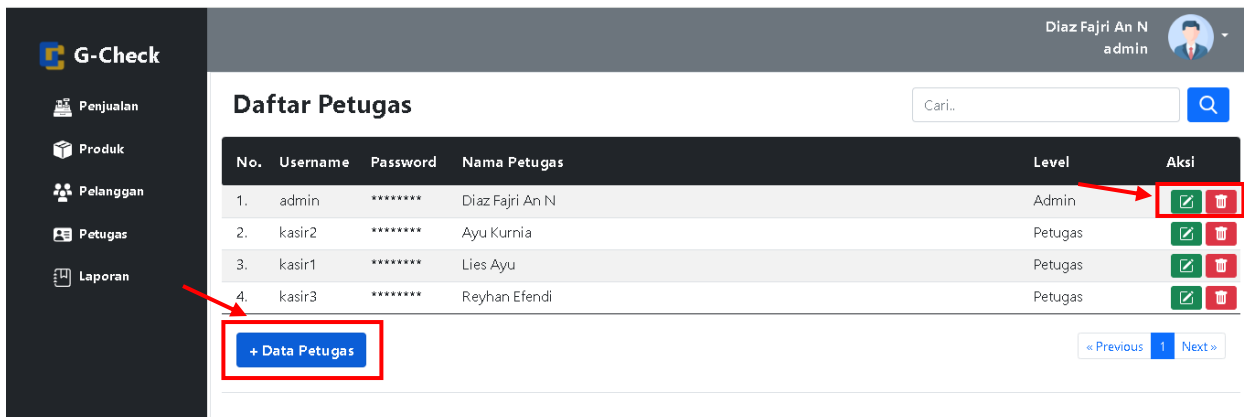 Diaz Fajri An N
admin
G-Check
Penjualan
Produk
Pelanggan
Petugas
Laporan
Daftar Petugas
Cari..
No. Username Password Nama Petugas Level Aksi
1. admin ******** Diaz Fajri An N Admin
2. kasir2 ******** Ayu Kurnia Petugas
3. kasir1 ******** Lies Ayu Petugas
4. kasir3 ******** Reyhan Efendi Petugas
+ Data Petugas
« Previous 1 Next »